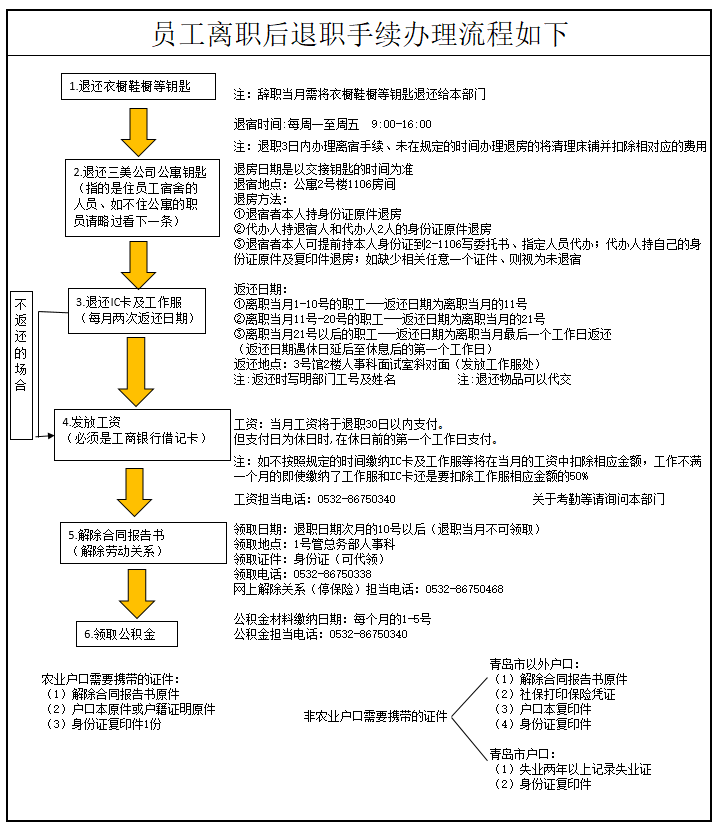 员工离职后退职手续办理流程如下
1.退还衣橱鞋橱等钥匙
注：辞职当月需将衣橱鞋橱等钥匙退还给本部门
退宿时间:每周一至周五 9:00-16:00
注：退职3日内办理离宿手续、未在规定的时间办理退房的将清理床铺并扣除相对应的费用
2.退还三美公司公寓钥匙
（指的是住员工宿舍的
人员、如不住公寓的职
员请略过看下一条）
退房日期是以交接钥匙的时间为准
退宿地点：公寓2号楼1106房间
退房方法：
①退宿者本人持身份证原件退房
②代办人持退宿人和代办人2人的身份证原件退房
③退宿者本人可提前持本人身份证到2-1106写委托书、指定人员代办；代办人持自己的身
份证原件及复印件退房；如缺少相关任意一个证件、则视为未退宿
不返还的场合
3.退还IC卡及工作服
（每月两次返还日期）
返还日期：
①离职当月1-10号的职工——返还日期为离职当月的11号
②离职当月11号-20号的职工——返还日期为离职当月的21号
③离职当月21号以后的职工——返还日期为离职当月最后一个工作日返还
（返还日期遇休日延后至休息后的第一个工作日）
返还地点：3号馆2楼人事科面试室斜对面（发放工作服处）
注:返还时写明部门工号及姓名 注:退还物品可以代交
4.发放工资
（必须是工商银行借记卡）
工资：当月工资将于退职30日以内支付。
但支付日为休日时,在休日前的第一个工作日支付。
注：如不按照规定的时间缴纳IC卡及工作服等将在当月的工资中扣除相应金额，工作不满
一个月的即使缴纳了工作服和IC卡还是要扣除工作服相应金额的50%
工资担当电话：0532-86750340 关于考勤等请询问本部门
5.解除合同报告书
（解除劳动关系）
领取日期：退职日期次月的10号以后（退职当月不可领取）
领取地点：1号管总务部人事科
领取证件：身份证（可代领）
领取电话：0532-86750338
网上解除关系（停保险）担当电话：0532-86750468
6.领取公积金
公积金材料缴纳日期：每个月的1-5号
公积金担当电话：0532-86750340
农业户口需要携带的证件：
（1）解除合同报告书原件
（2）户口本原件或户籍证明原件
（3）身份证复印件1份
非农业户口需要携带的证件
青岛市以外户口：
（1）解除合同报告书原件
（2）社保打印保险凭证
（3）户口本复印件
（4）身份证复印件
青岛市户口：
（1）失业两年以上记录失业证
（2）身份证复印件